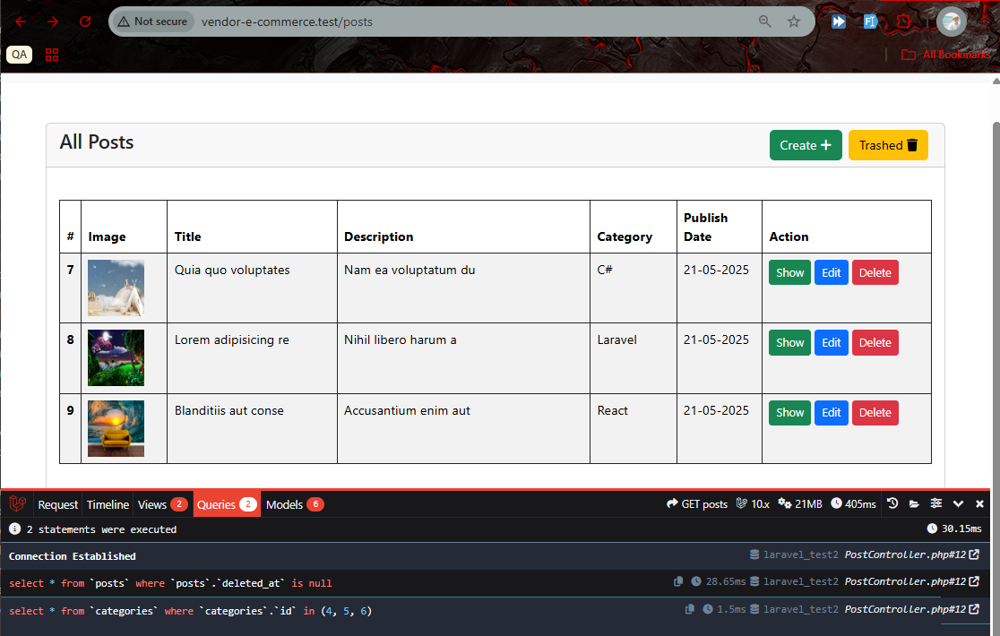 Not secure vendor-e-commerce.test/posts
QA
All Bookmarks
All Posts
Create +
Trashed
# Image Title Description Category Publish Date Action
7 Quia quo voluptates Nam ea voluptatum du C# 21-05-2025 Show Edit Delete
8 Lorem adipisicing re Nihil libero harum a Laravel 21-05-2025 Show Edit Delete
9 Blanditiis aut conse Accusantium enim aut React 21-05-2025 Show Edit Delete
Request Timeline Views 2 Queries 2 Models 6 GET posts 10.x 21MB 405ms
2 statements were executed 30.15ms
Connection Established laravel_test2 PostController.php#12
select * from `posts` where `posts`.`deleted_at` is null 28.65ms laravel_test2 PostController.php#12
select * from `categories` where `categories`.`id` in (4, 5, 6) 1.5ms laravel_test2 PostController.php#12